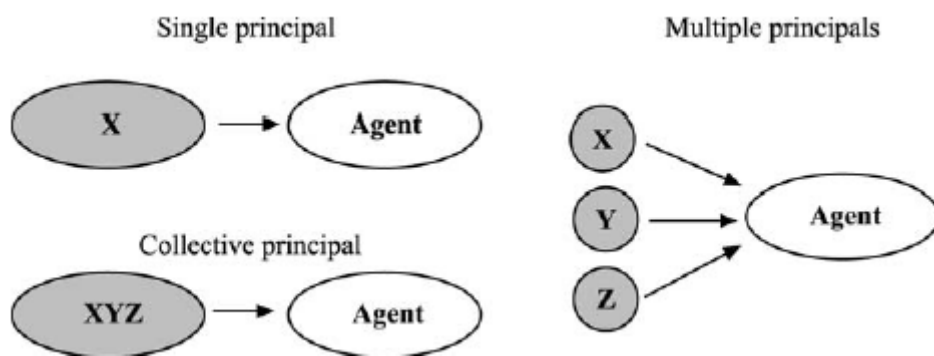 Single principal
X
Agent
Collective principal
XYZ
Agent
Multiple principals
X
Y
Z
Agent